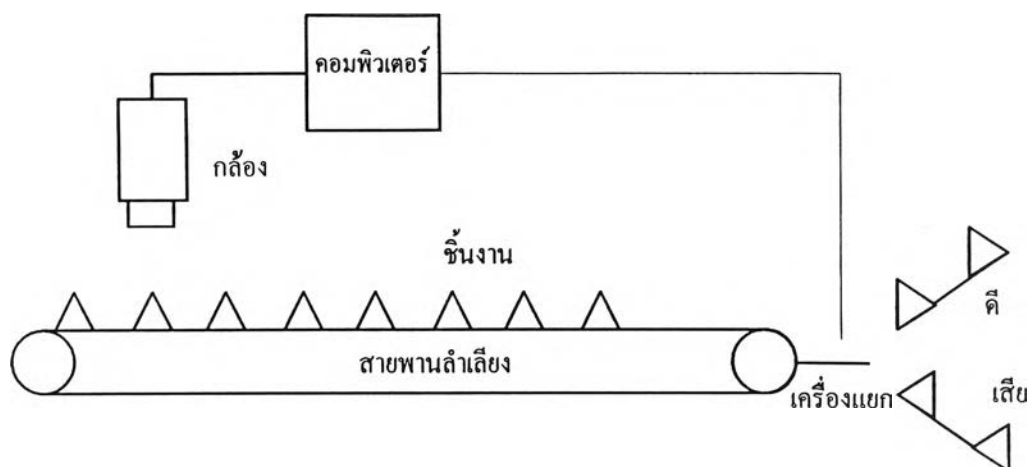 คอมพิวเตอร์
กล้อง
ชิ้นงาน
ดี
สายพานลำเลียง
เครื่องแยก
เสีย